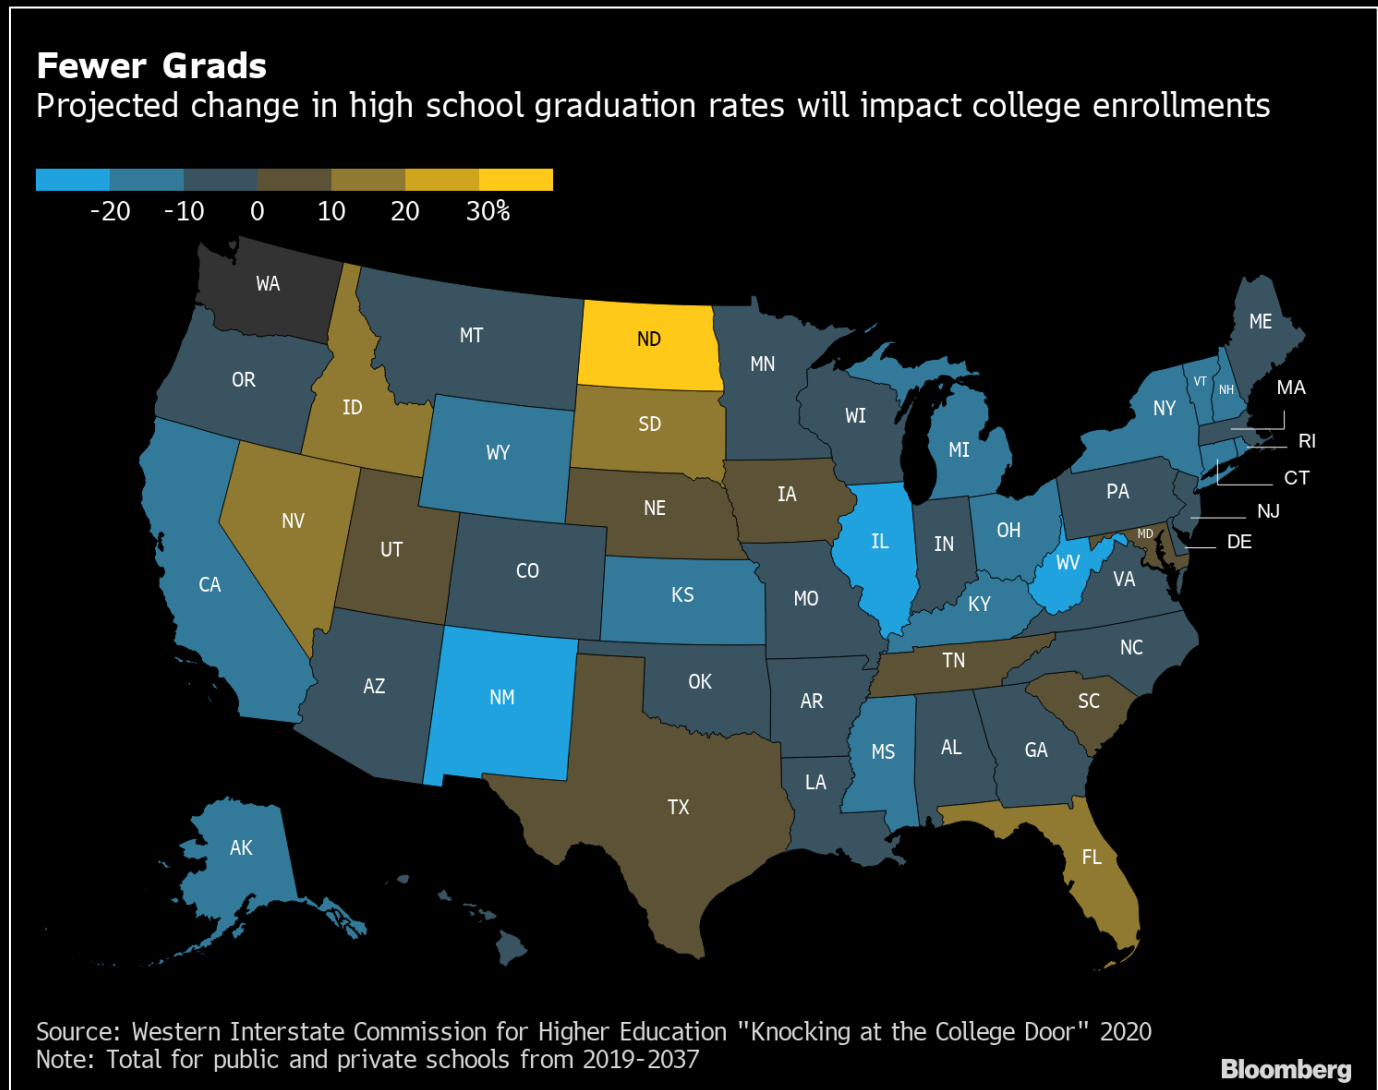 Fewer Grads
Projected change in high school graduation rates will impact college enrollments
-20 -10 0 10 20 30%
WA
MT
ND
MN
ME
OR
ID
SD
WI
MI
NY
VT
NH
MA
RI
CT
WY
NV
UT
NE
IA
PA
NJ
DE
CA
CO
KS
MO
IL
IN
OH
MD
WV
VA
KY
NC
TN
AZ
NM
OK
AR
SC
MS
AL
GA
LA
TX
FL
AK
Source: Western Interstate Commission for Higher Education "Knocking at the College Door" 2020
Note: Total for public and private schools from 2019-2037
Bloomberg